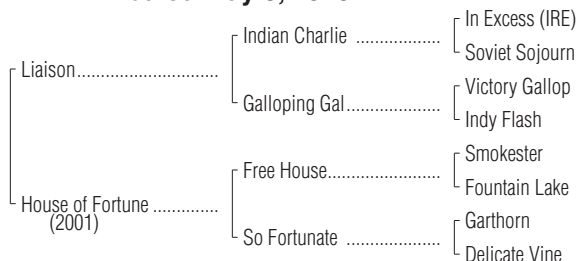 In Excess (IRE)
Indian Charlie ..................
Soviet Sojourn
Liaison..............................
Victory Gallop
Galloping Gal....................
Indy Flash
Smokester
Free House.......................
Fountain Lake
House of Fortune ..............
(2001)
Garthorn
So Fortunate ...................
Delicate Vine